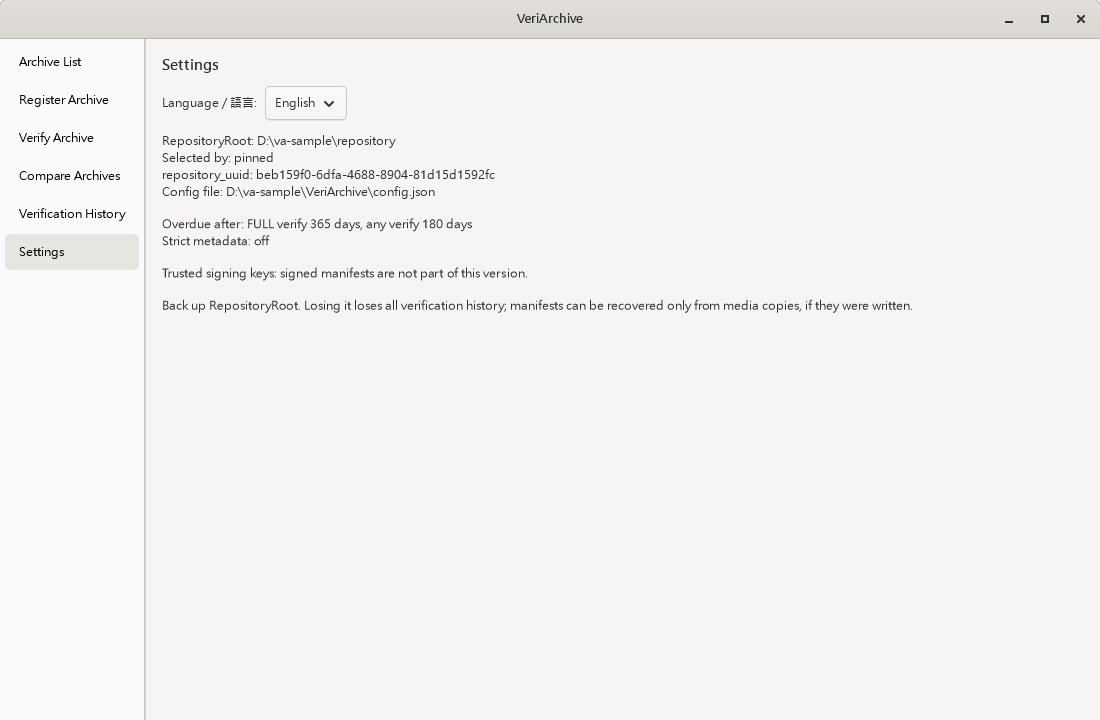 VeriArchive
Archive List
Register Archive
Verify Archive
Compare Archives
Verification History
Settings
Settings
Language / 語言: English
RepositoryRoot: D:\va-sample\repository
Selected by: pinned
repository_uuid: beb159f0-6dfa-4688-8904-81d15d1592fc
Config file: D:\va-sample\VeriArchive\config.json
Overdue after: FULL verify 365 days, any verify 180 days
Strict metadata: off
Trusted signing keys: signed manifests are not part of this version.
Back up RepositoryRoot. Losing it loses all verification history; manifests can be recovered only from media copies, if they were written.